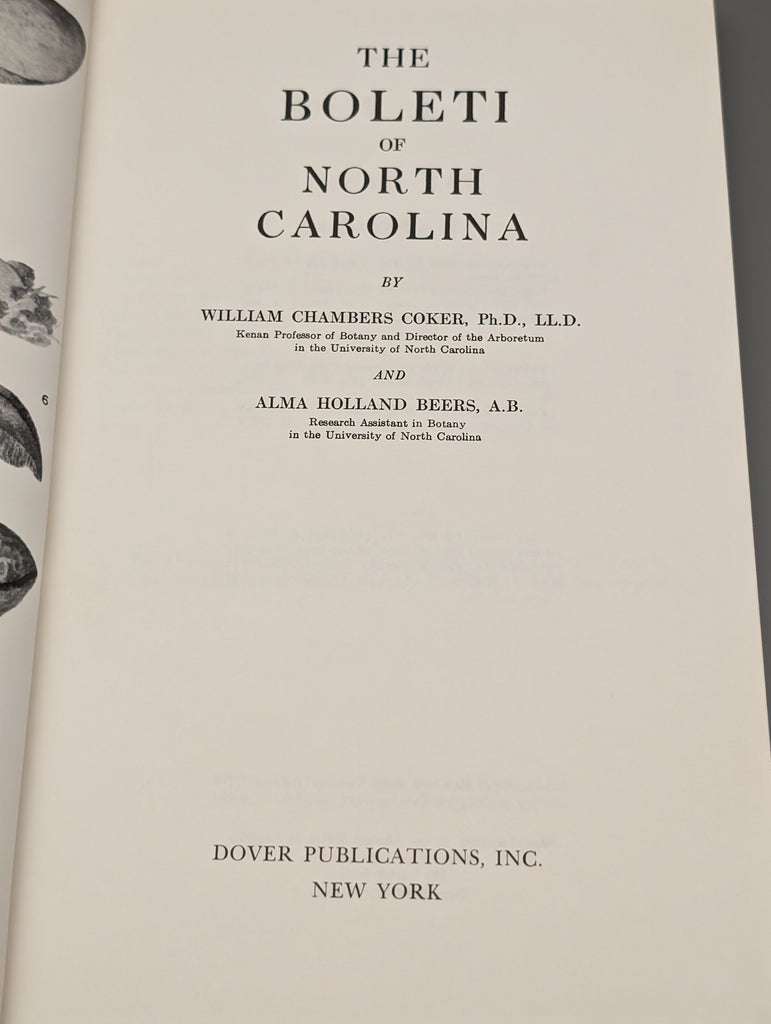 THE
BOLETI
OF
NORTH
CAROLINA
BY
WILLIAM CHAMBERS COKER, Ph.D., LL.D.
Kenan Professor of Botany and Director of the Arboretum
in the University of North Carolina
AND
ALMA HOLLAND BEERS, A.B.
Research Assistant in Botany
in the University of North Carolina
6
DOVER PUBLICATIONS, INC.
NEW YORK